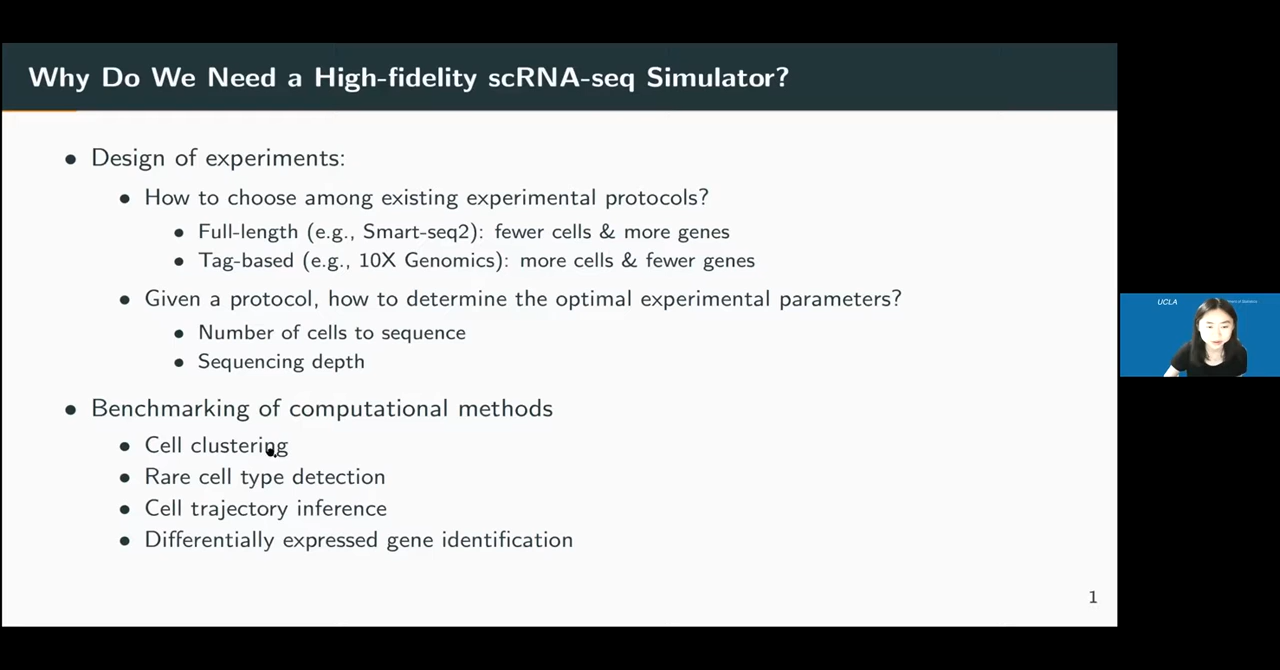 Why Do We Need a High-fidelity scRNA-seq Simulator?
• Design of experiments:
• How to choose among existing experimental protocols?
• Full-length (e.g., Smart-seq2): fewer cells & more genes
• Tag-based (e.g., 10X Genomics): more cells & fewer genes
• Given a protocol, how to determine the optimal experimental parameters?
• Number of cells to sequence
• Sequencing depth
• Benchmarking of computational methods
• Cell clustering
• Rare cell type detection
• Cell trajectory inference
• Differentially expressed gene identification
1
UCLA